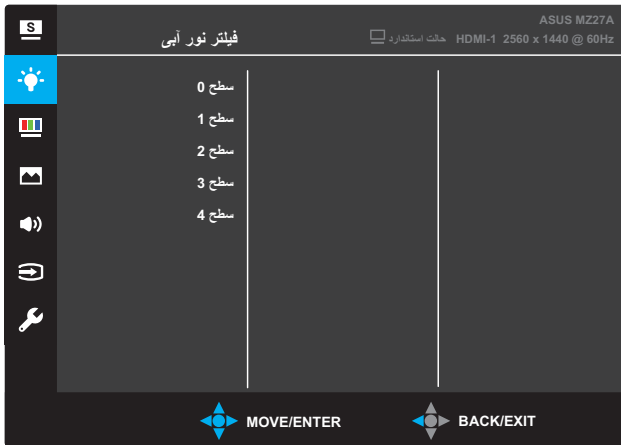 S
ASUS MZ27A
فیلتر نور آبی
حالت استاندارد HDMI-1 2560 x 1440 @ 60Hz
سطح 0
سطح 1
سطح 2
سطح 3
سطح 4
MOVE/ENTER
BACK/EXIT